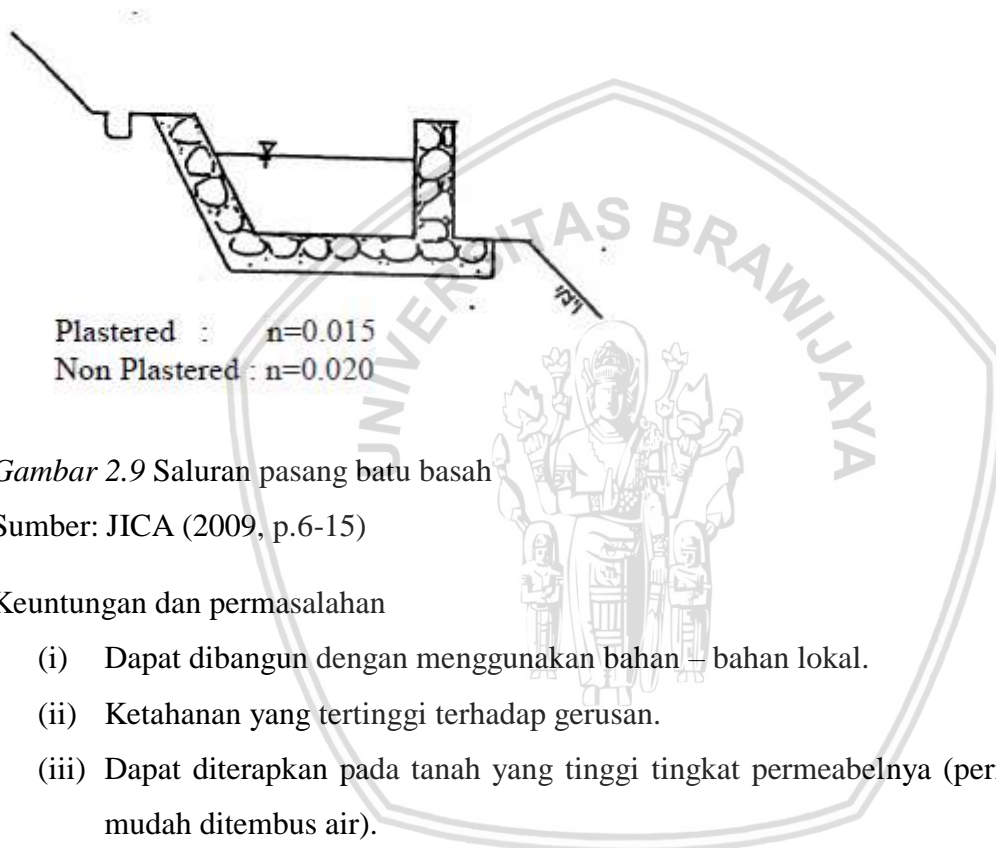 UNIVERSITAS BRAWIJAYA
Plastered : n=0.015
Non Plastered : n=0.020
Gambar 2.9 Saluran pasang batu basah
Sumber: JICA (2009, p.6-15)
Keuntungan dan permasalahan
(i) Dapat dibangun dengan menggunakan bahan – bahan lokal.
(ii) Ketahanan yang tertinggi terhadap gerusan.
(iii) Dapat diterapkan pada tanah yang tinggi tingkat permeabelnya
mudah ditembus air).